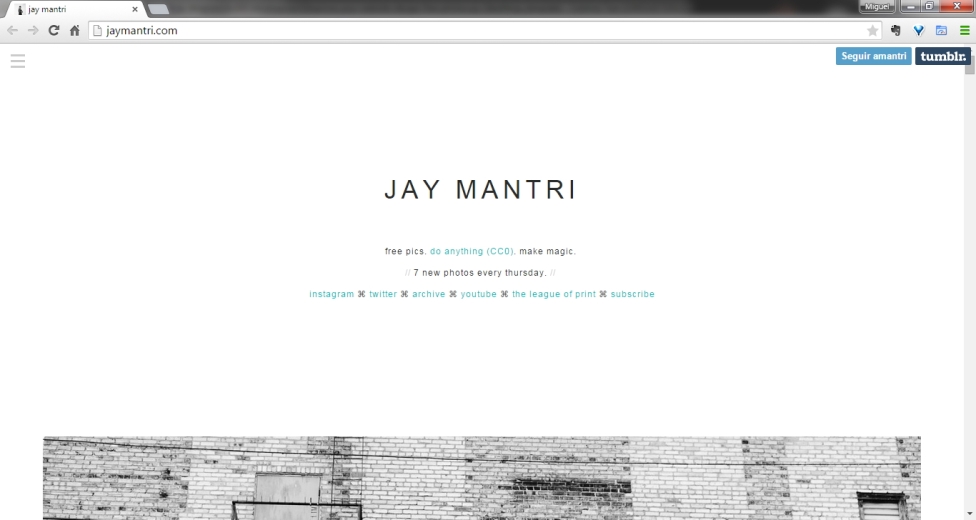 jay mantri
Miguel
jaymantri.com
Seguir amantri
tumblr.
JAY MANTRI
free pics. do anything (CC0). make magic.
// 7 new photos every thursday. //
instagram ⌘ twitter ⌘ archive ⌘ youtube ⌘ the league of print ⌘ subscribe